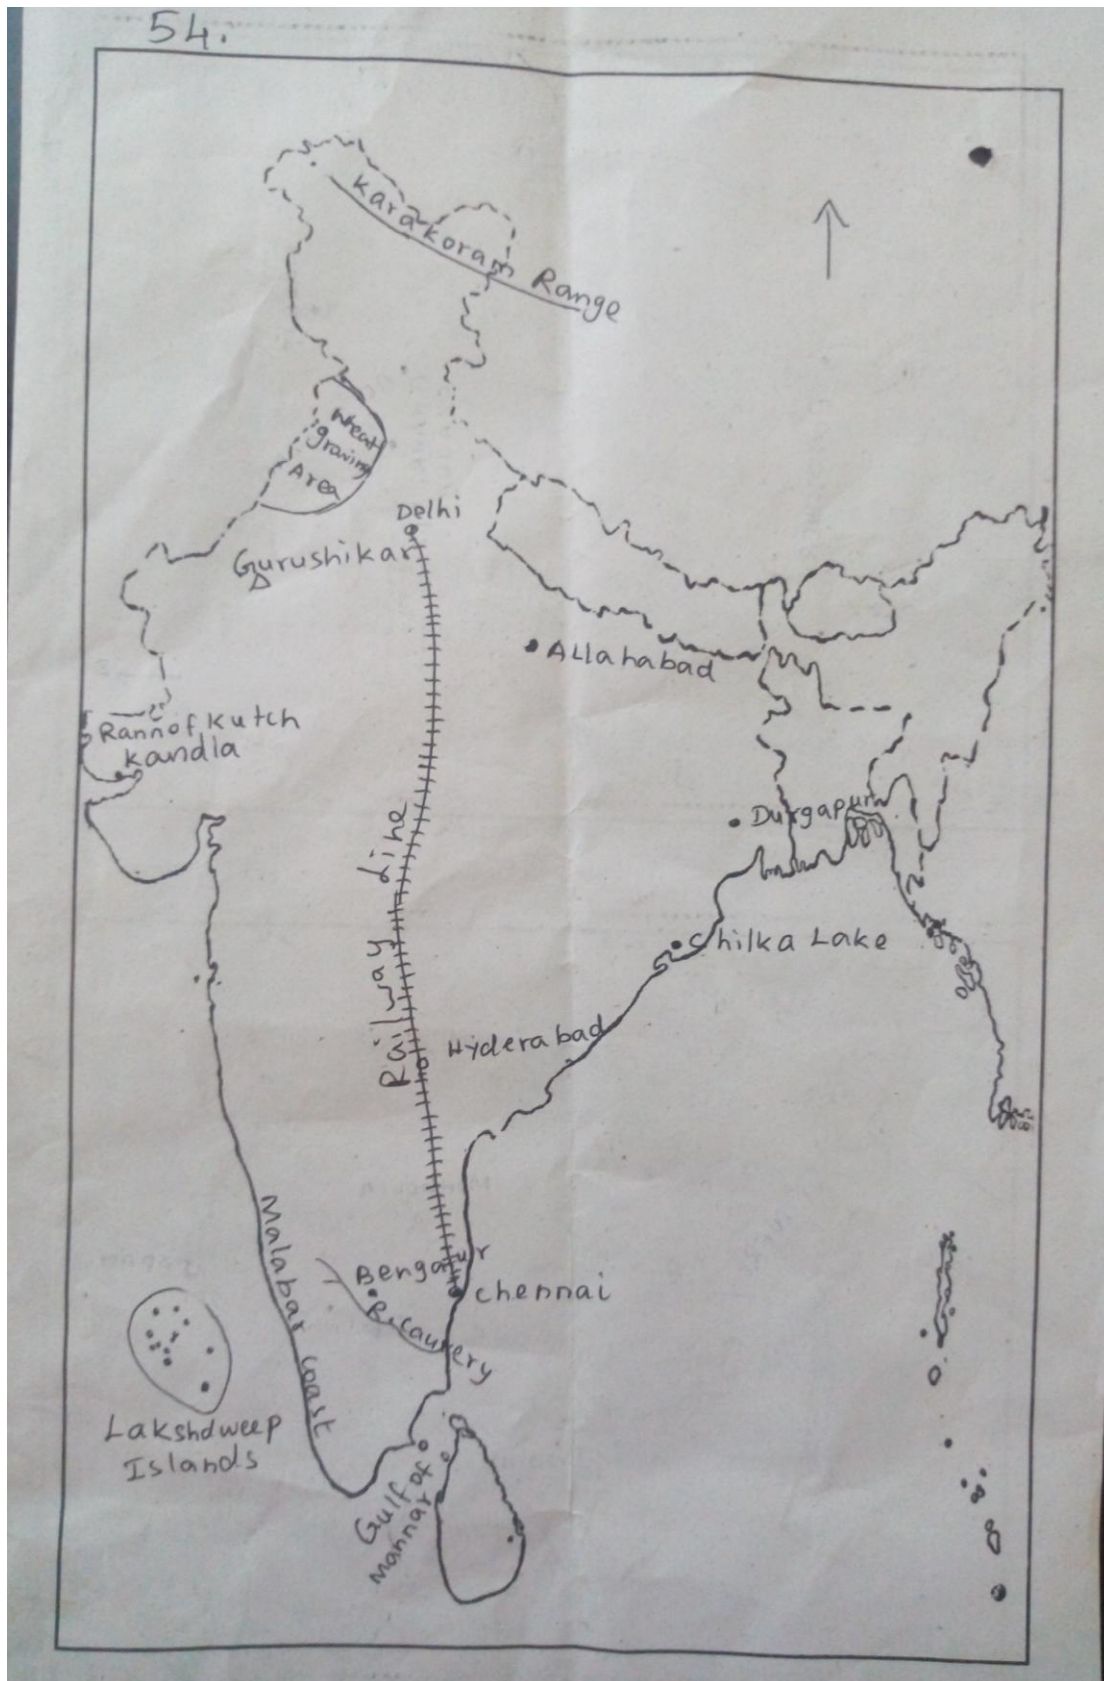 54.
Karakoram Range
Wheat
growing
Area
Delhi
Gurushikar
Allahabad
Rann of Kutch
Kandla
Durgapur
Railway Line
Chilka Lake
Hyderabad
Malabar coast
Bengalur
chennai
R. cauvery
Lakshdweep
Islands
Gulf of
mannar